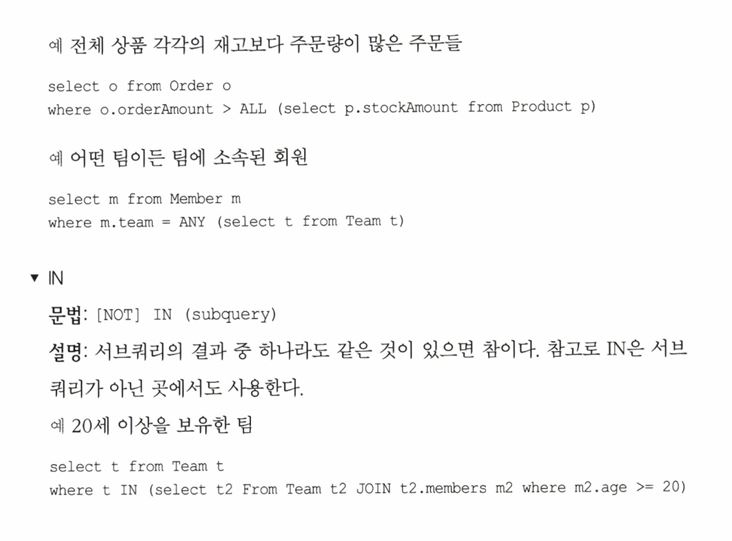 예 전체 상품 각각의 재고보다 주문량이 많은 주문들
select o from Order o
where o.orderAmount > ALL (select p.stockAmount from Product p)
예 어떤 팀이든 팀에 소속된 회원
select m from Member m
where m.team = ANY (select t from Team t)
▼ IN
문법: [NOT] IN (subquery)
설명: 서브쿼리의 결과 중 하나라도 같은 것이 있으면 참이다. 참고로 IN은 서브
쿼리가 아닌 곳에서도 사용한다.
예 20세 이상을 보유한 팀
select t from Team t
where t IN (select t2 From Team t2 JOIN t2.members m2 where m2.age >= 20)